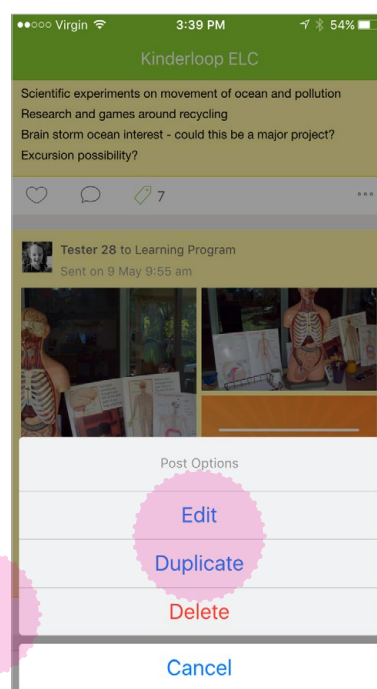 ●●○○○ Virgin 3:39 PM 54%
Kinderloop ELC
Scientific experiments on movement of ocean and pollution
Research and games around recycling
Brain storm ocean interest - could this be a major project?
Excursion possibility?
7
Tester 28 to Learning Program
Sent on 9 May 9:55 am
Post Options
Edit
Duplicate
Delete
Cancel